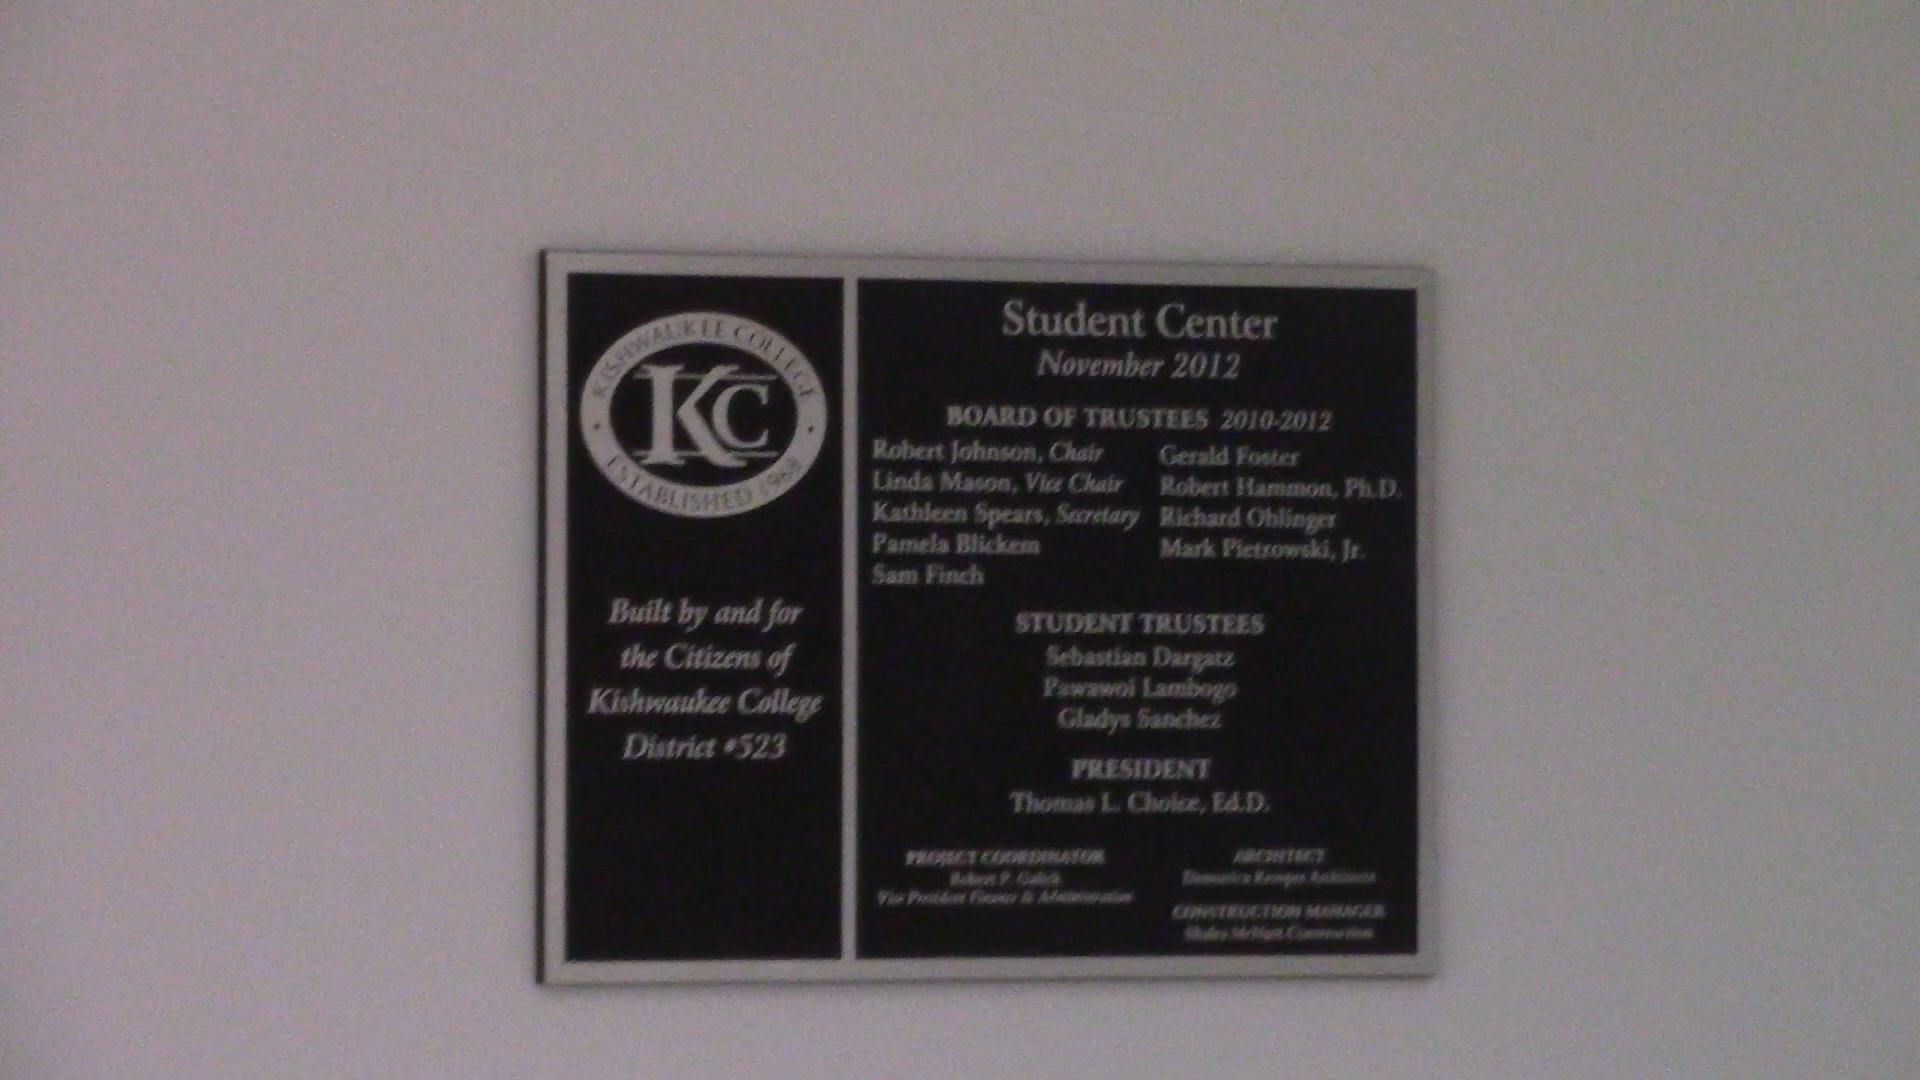 KISHWAUKEE COLLEGE
KC
ESTABLISHED 1968
Built by and for
the Citizens of
Kishwaukee College
District #523
Student Center
November 2012
BOARD OF TRUSTEES 2010-2012
Robert Johnson, Chair
Linda Mason, Vice Chair
Kathleen Spears, Secretary
Pamela Blickem
Sam Finch
Gerald Foster
Robert Hammon, Ph.D.
Richard Ohlinger
Mark Pietrowski, Jr.
STUDENT TRUSTEES
Sebastian Dargatz
Pawawoi Lambogo
Gladys Sanchez
PRESIDENT
Thomas L. Choice, Ed.D.
PROJECT COORDINATOR
Robert P. Galick
Vice President Finance & Administration
ARCHITECT
Demonica Kemper Architects
CONSTRUCTION MANAGER
Construction